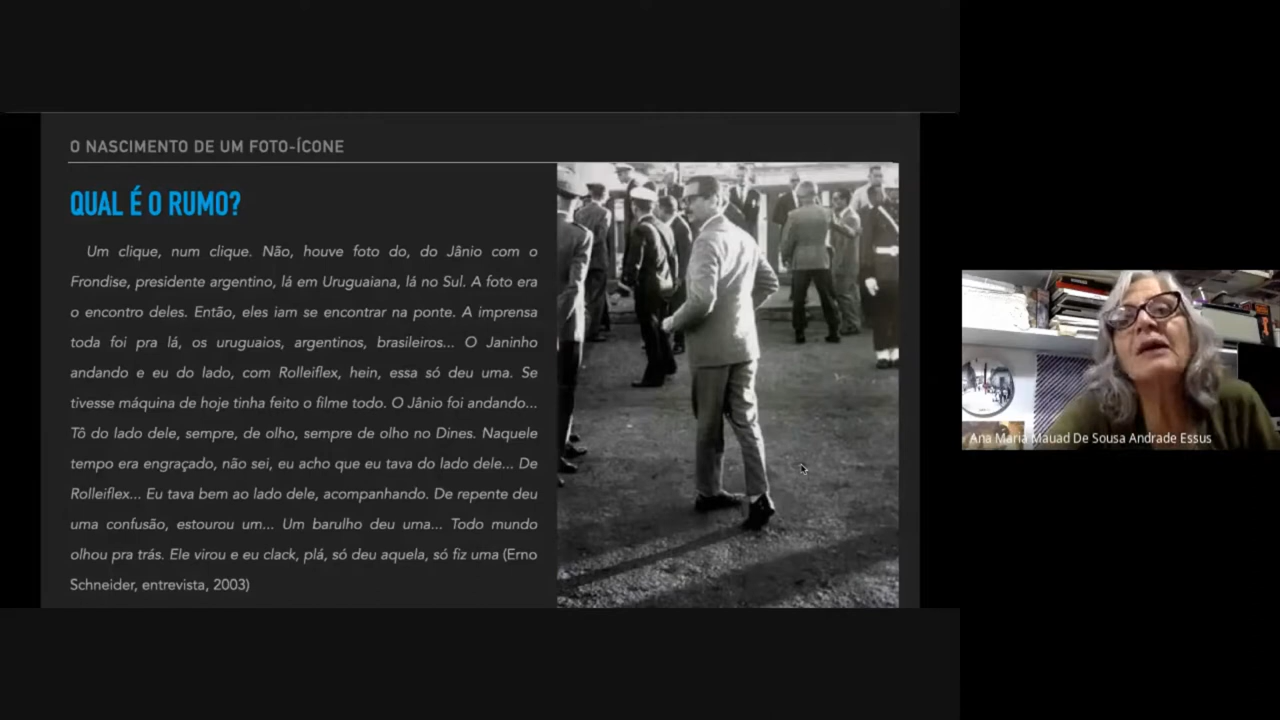 O NASCIMENTO DE UM FOTO-ÍCONE
QUAL É O RUMO?
Um clique, num clique. Não, houve foto do, do Jânio com o
Frondise, presidente argentino, lá em Uruguaiana, lá no Sul. A foto era
o encontro deles. Então, eles iam se encontrar na ponte. A imprensa
toda foi pra lá, os uruguaios, argentinos, brasileiros... O Janinho
andando e eu do lado, com Rolleiflex, hein, essa só deu uma. Se
tivesse máquina de hoje tinha feito o filme todo. O Jânio foi andando...
Tô do lado dele, sempre, de olho, sempre de olho no Dines. Naquele
tempo era engraçado, não sei, eu acho que eu tava do lado dele... De
Rolleiflex... Eu tava bem ao lado dele, acompanhando. De repente deu
uma confusão, estourou um... Um barulho deu uma... Todo mundo
olhou pra trás. Ele virou e eu clack, plá, só deu aquela, só fiz uma (Erno
Schneider, entrevista, 2003)
Ana Maria Mauad De Sousa Andrade Essus